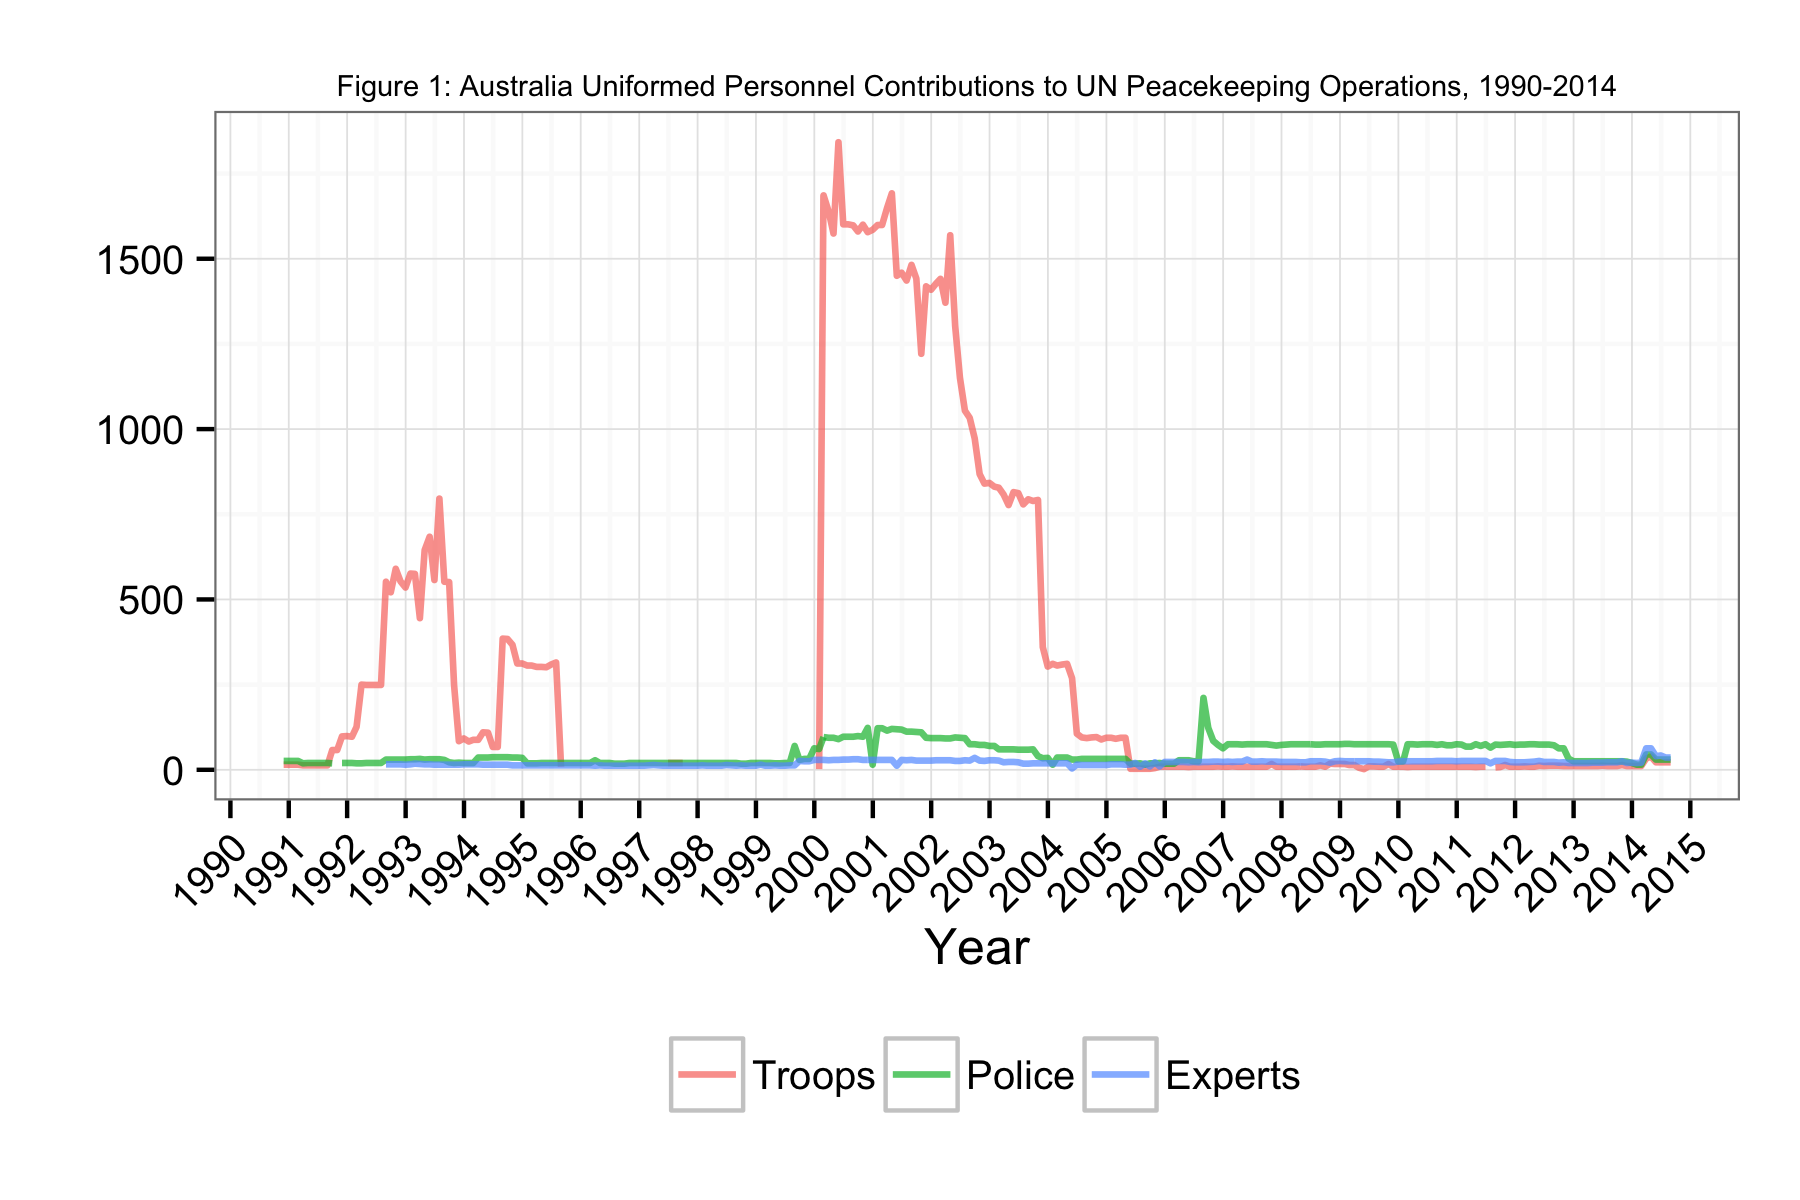 Figure 1: Australia Uniformed Personnel Contributions to UN Peacekeeping Operations, 1990-2014
1500
1000
500
0
1990 1991 1992 1993 1994 1995 1996 1997 1998 1999 2000 2001 2002 2003 2004 2005 2006 2007 2008 2009 2010 2011 2012 2013 2014 2015
Year
Troops Police Experts